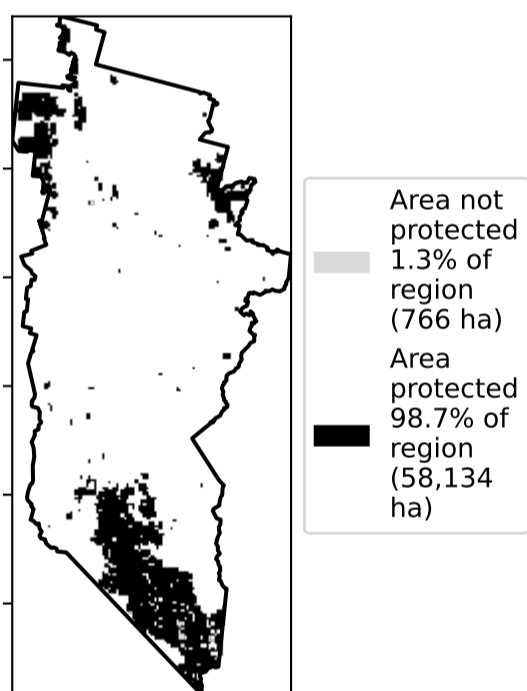 Area not
protected
1.3% of
region
(766 ha)
Area
protected
98.7% of
region
(58,134
ha)